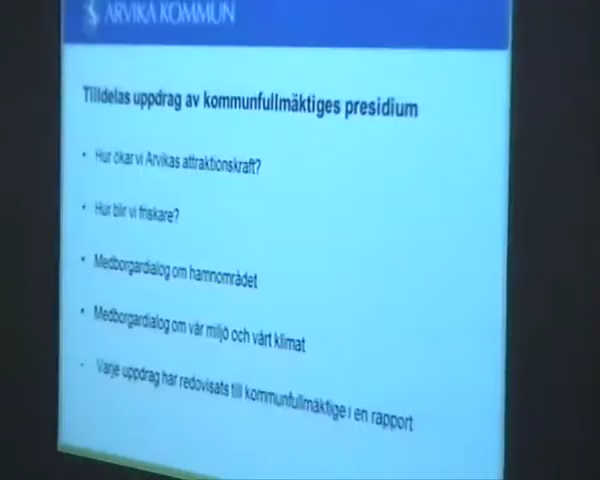 ARVIKA KOMMUN
Tilldelas uppdrag av kommunfullmäktiges presidium
• Hur ökar vi Arvikas attraktionskraft?
• Hur blir vi friskare?
• Medborgardialog om hamnområdet
• Medborgardialog om vår miljö och vårt klimat
- Varje uppdrag har redovisats till kommunfullmäktige i en rapport